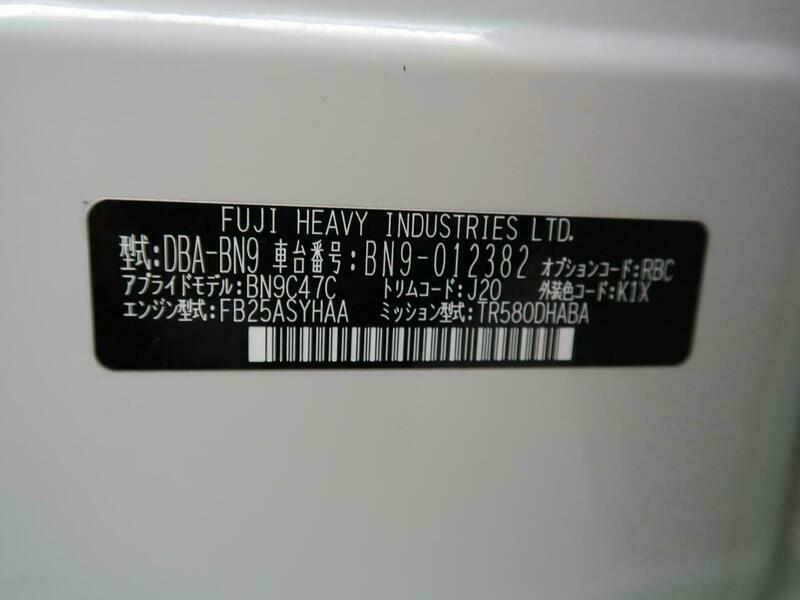 FUJI HEAVY INDUSTRIES LTD.
型式:DBA-BN9 車台番号:BN9-012382 オプションコード:RBC
アプライドモデル:BN9C47C トリムコード:J20 外装色コード:K1X
エンジン型式:FB25ASYHAA ミッション型式:TR580DHABA